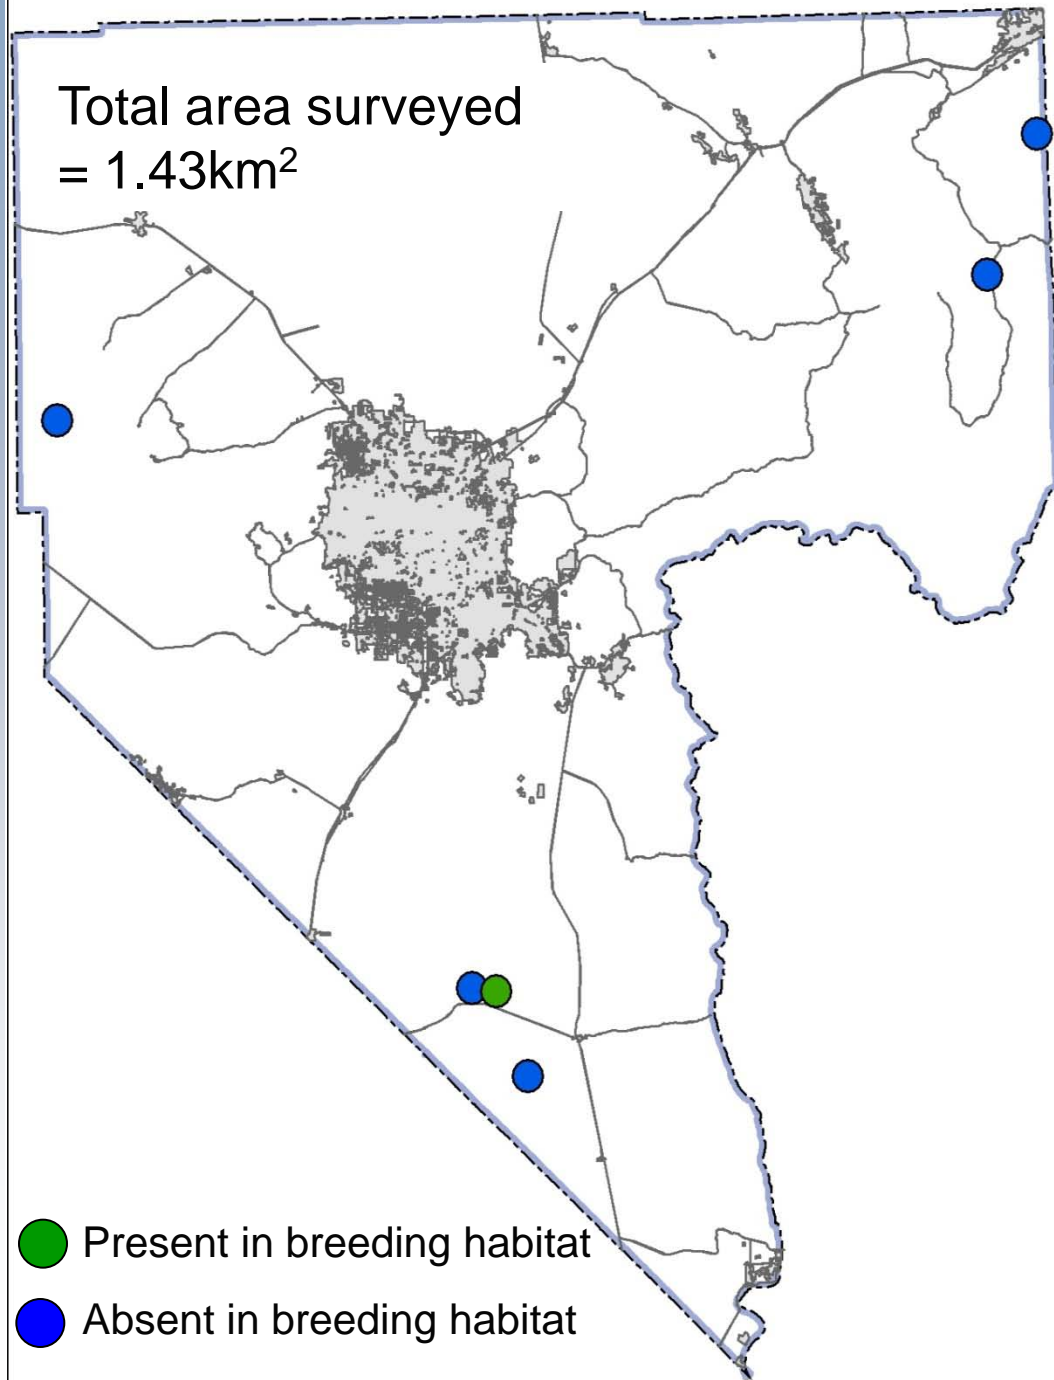 Total area surveyed
= 1.43km²
Present in breeding habitat
Absent in breeding habitat